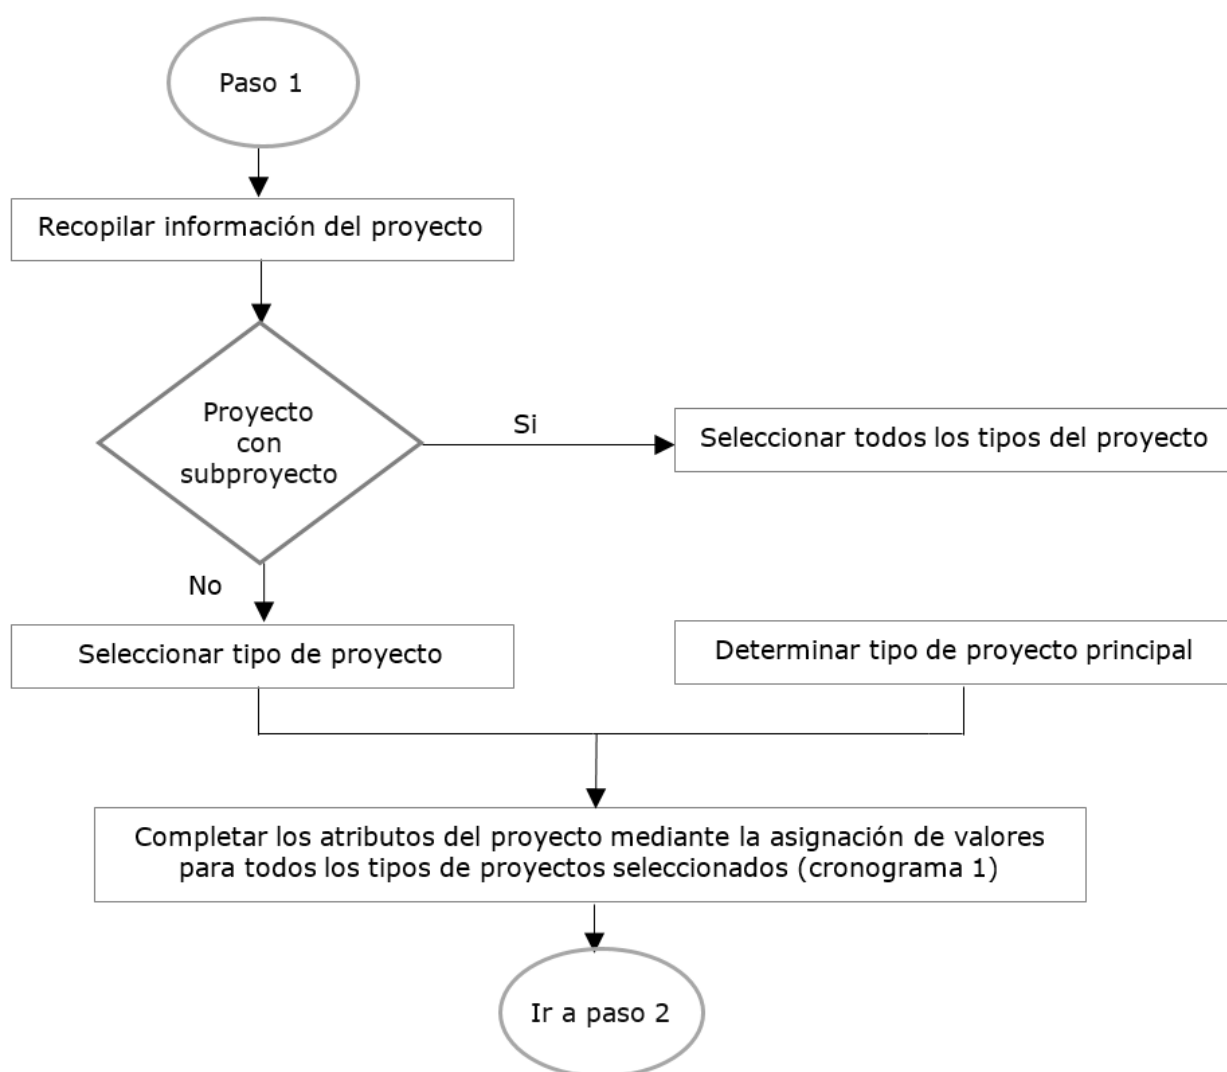 Paso 1
Recopilar información del proyecto
Proyecto
con
subproyecto
Si
Seleccionar todos los tipos del proyecto
No
Seleccionar tipo de proyecto
Determinar tipo de proyecto principal
Completar los atributos del proyecto mediante la asignación de valores
para todos los tipos de proyectos seleccionados (cronograma 1)
Ir a paso 2